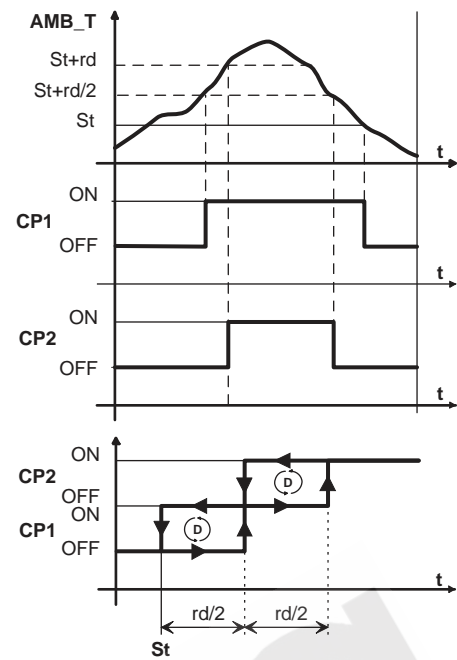 AMB_T
St+rd
St+rd/2
St
t
ON
CP1
OFF
t
ON
CP2
OFF
t
ON
CP2
OFF
D
ON
CP1
OFF
D
t
rd/2 rd/2
St